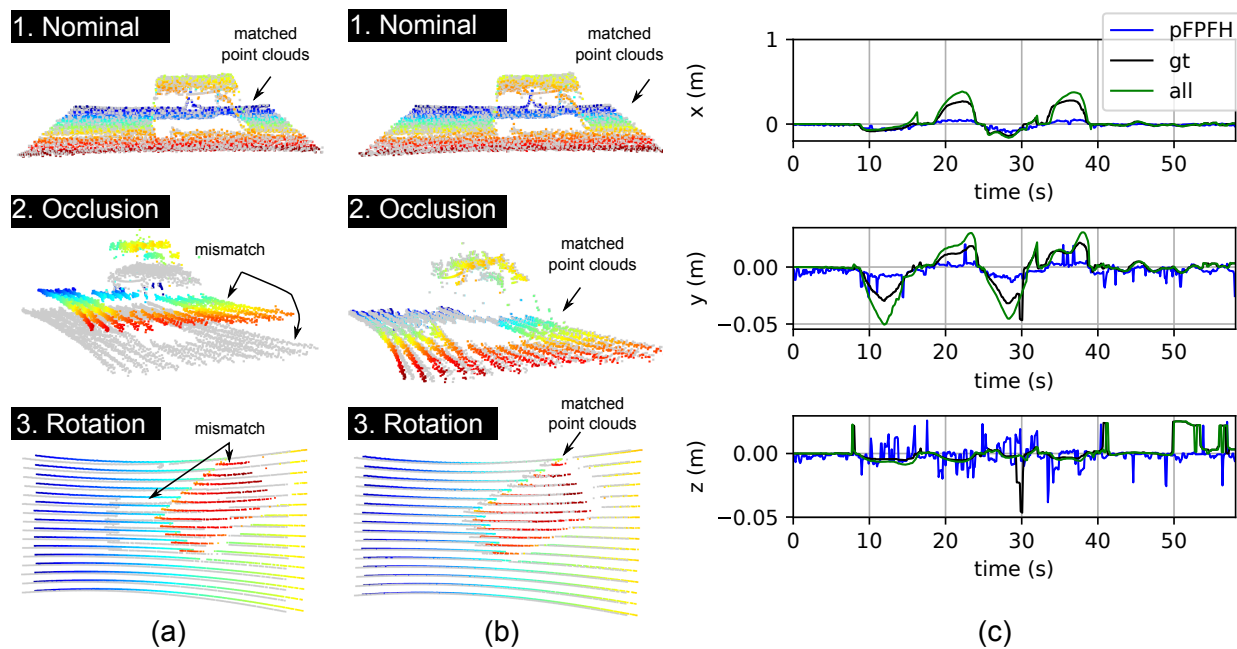 1. Nominal
matched
point clouds
2. Occlusion
mismatch
3. Rotation
mismatch
(a)
1. Nominal
matched
point clouds
2. Occlusion
matched
point clouds
3. Rotation
matched
point clouds
(b)
pFPFH
gt
all
x (m)
1
0
0 10 20 30 40 50
time (s)
y (m)
0.00
−0.05
0 10 20 30 40 50
time (s)
z (m)
0.00
−0.05
0 10 20 30 40 50
time (s)
(c)